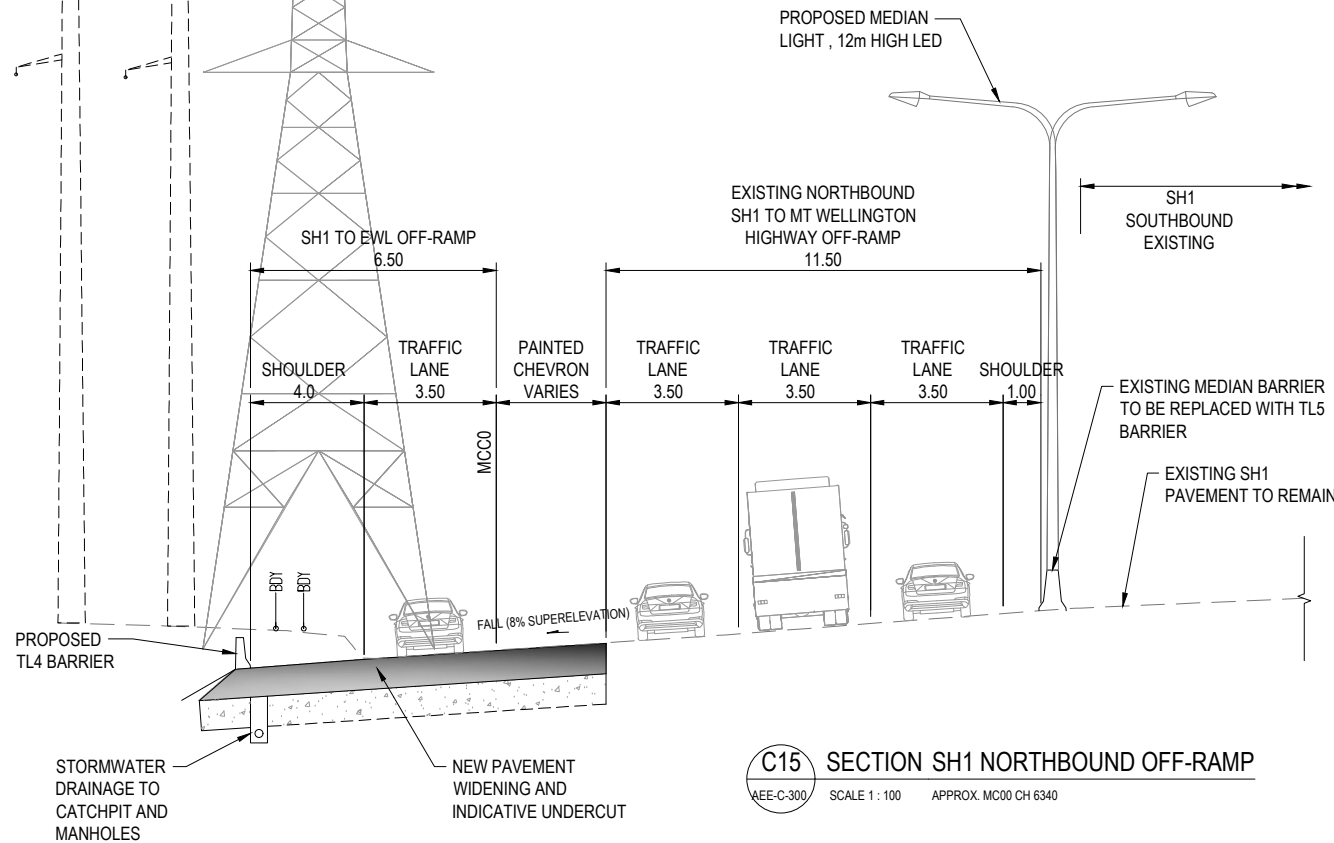 PROPOSED MEDIAN
LIGHT , 12m HIGH LED
EXISTING NORTHBOUND
SH1 TO MT WELLINGTON
HIGHWAY OFF-RAMP
11.50
SH1
SOUTHBOUND
EXISTING
SH1 TO EWL OFF-RAMP
6.50
SHOULDER
4.0
TRAFFIC
LANE
3.50
PAINTED
CHEVRON
VARIES
TRAFFIC
LANE
3.50
TRAFFIC
LANE
3.50
TRAFFIC
LANE
3.50
SHOULDER
1.00
MCC0
EXISTING MEDIAN BARRIER
TO BE REPLACED WITH TL5
BARRIER
EXISTING SH1
PAVEMENT TO REMAIN
BDY
BDY
FALL (8% SUPERELEVATION)
PROPOSED
TL4 BARRIER
STORMWATER
DRAINAGE TO
CATCHPIT AND
MANHOLES
NEW PAVEMENT
WIDENING AND
INDICATIVE UNDERCUT
C15
AEE-C-300
SECTION SH1 NORTHBOUND OFF-RAMP
SCALE 1 : 100 APPROX. MC00 CH 6340